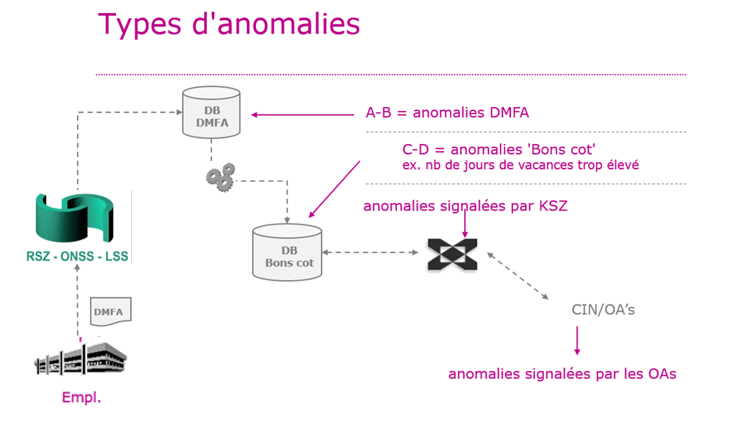 Types d'anomalies
DB
DMFA
A-B = anomalies DMFA
C-D = anomalies 'Bons cot'
ex. nb de jours de vacances trop élevé
anomalies signalées par KSZ
RSZ - ONSS - LSS
DB
Bons cot
DMFA
CIN/OA’s
anomalies signalées par les OAs
Empl.